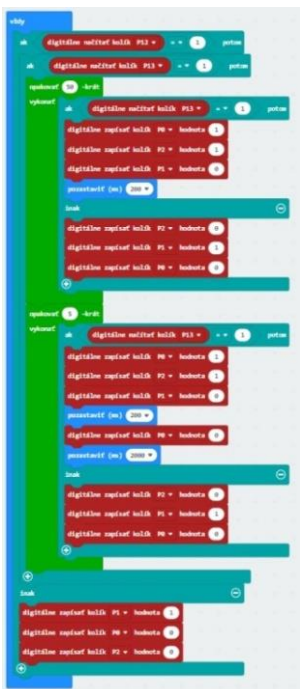 vždy
ak digitálne načítať kolík P13 = 1 potom
ak digitálne načítať kolík P13 = 1 potom
opakovať -krát
vykonať
ak digitálne načítať kolík P13 = 1 potom
digitálne zapísať kolík P0 hodnota 1
digitálne zapísať kolík P2 hodnota 1
digitálne zapísať kolík P1 hodnota 0
pozastaviť (ms) 200
inak
digitálne zapísať kolík P2 hodnota 0
digitálne zapísať kolík P1 hodnota 1
digitálne zapísať kolík P0 hodnota 0
opakovať -krát
vykonať
ak digitálne načítať kolík P13 = 1 potom
digitálne zapísať kolík P0 hodnota 1
digitálne zapísať kolík P2 hodnota 1
digitálne zapísať kolík P1 hodnota 0
pozastaviť (ms) 200
digitálne zapísať kolík P0 hodnota 0
pozastaviť (ms) 2000
inak
digitálne zapísať kolík P2 hodnota 0
digitálne zapísať kolík P1 hodnota 1
digitálne zapísať kolík P0 hodnota 0
inak
digitálne zapísať kolík P1 hodnota 1
digitálne zapísať kolík P0 hodnota 0
digitálne zapísať kolík P2 hodnota 0